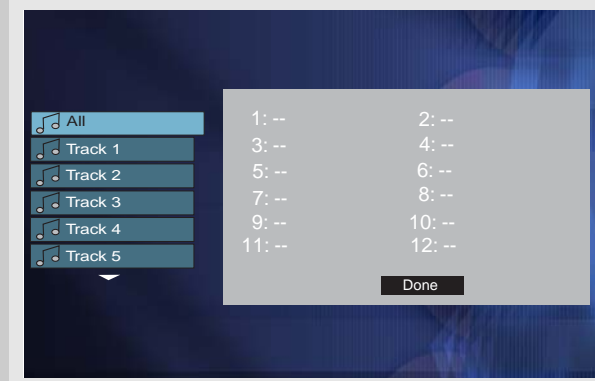 All
Track 1
Track 2
Track 3
Track 4
Track 5
1: -- 2: --
3: -- 4: --
5: -- 6: --
7: -- 8: --
9: -- 10: --
11: -- 12: --
Done